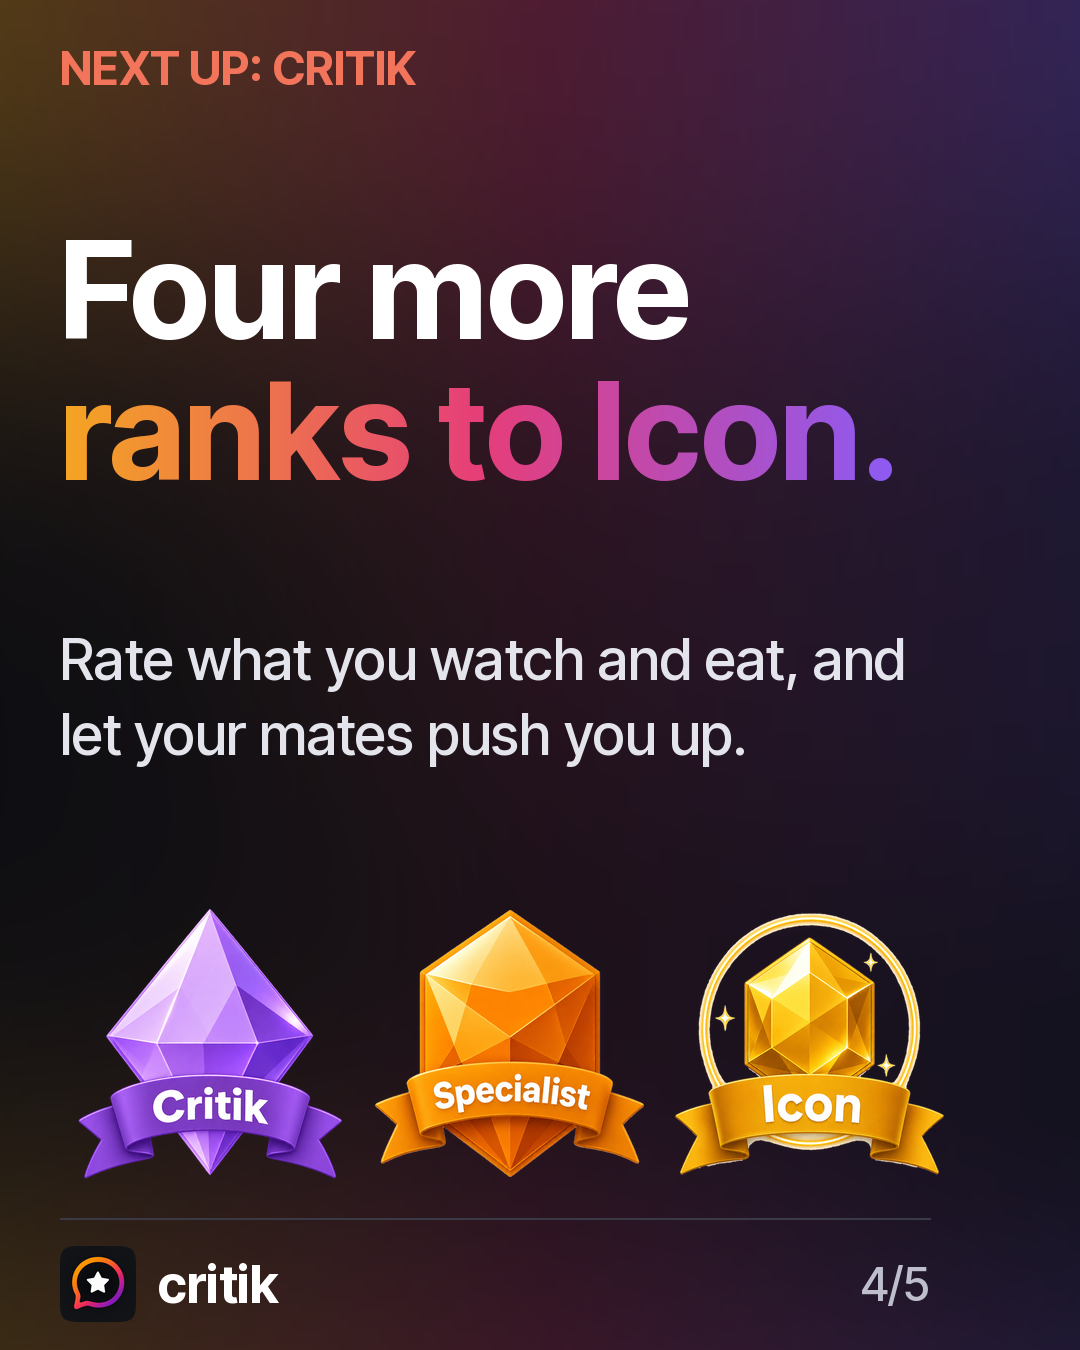 NEXT UP: CRITIK
Four more
ranks to Icon.
Rate what you watch and eat, and
let your mates push you up.
Critik
Specialist
Icon
critik
4/5